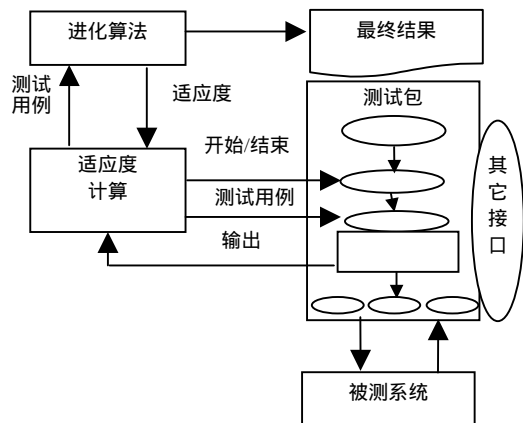 进化算法
最终结果
测试
用例
适应度
测试包
适应度
计算
开始/结束
测试用例
输出
其
它
接
口
被测系统